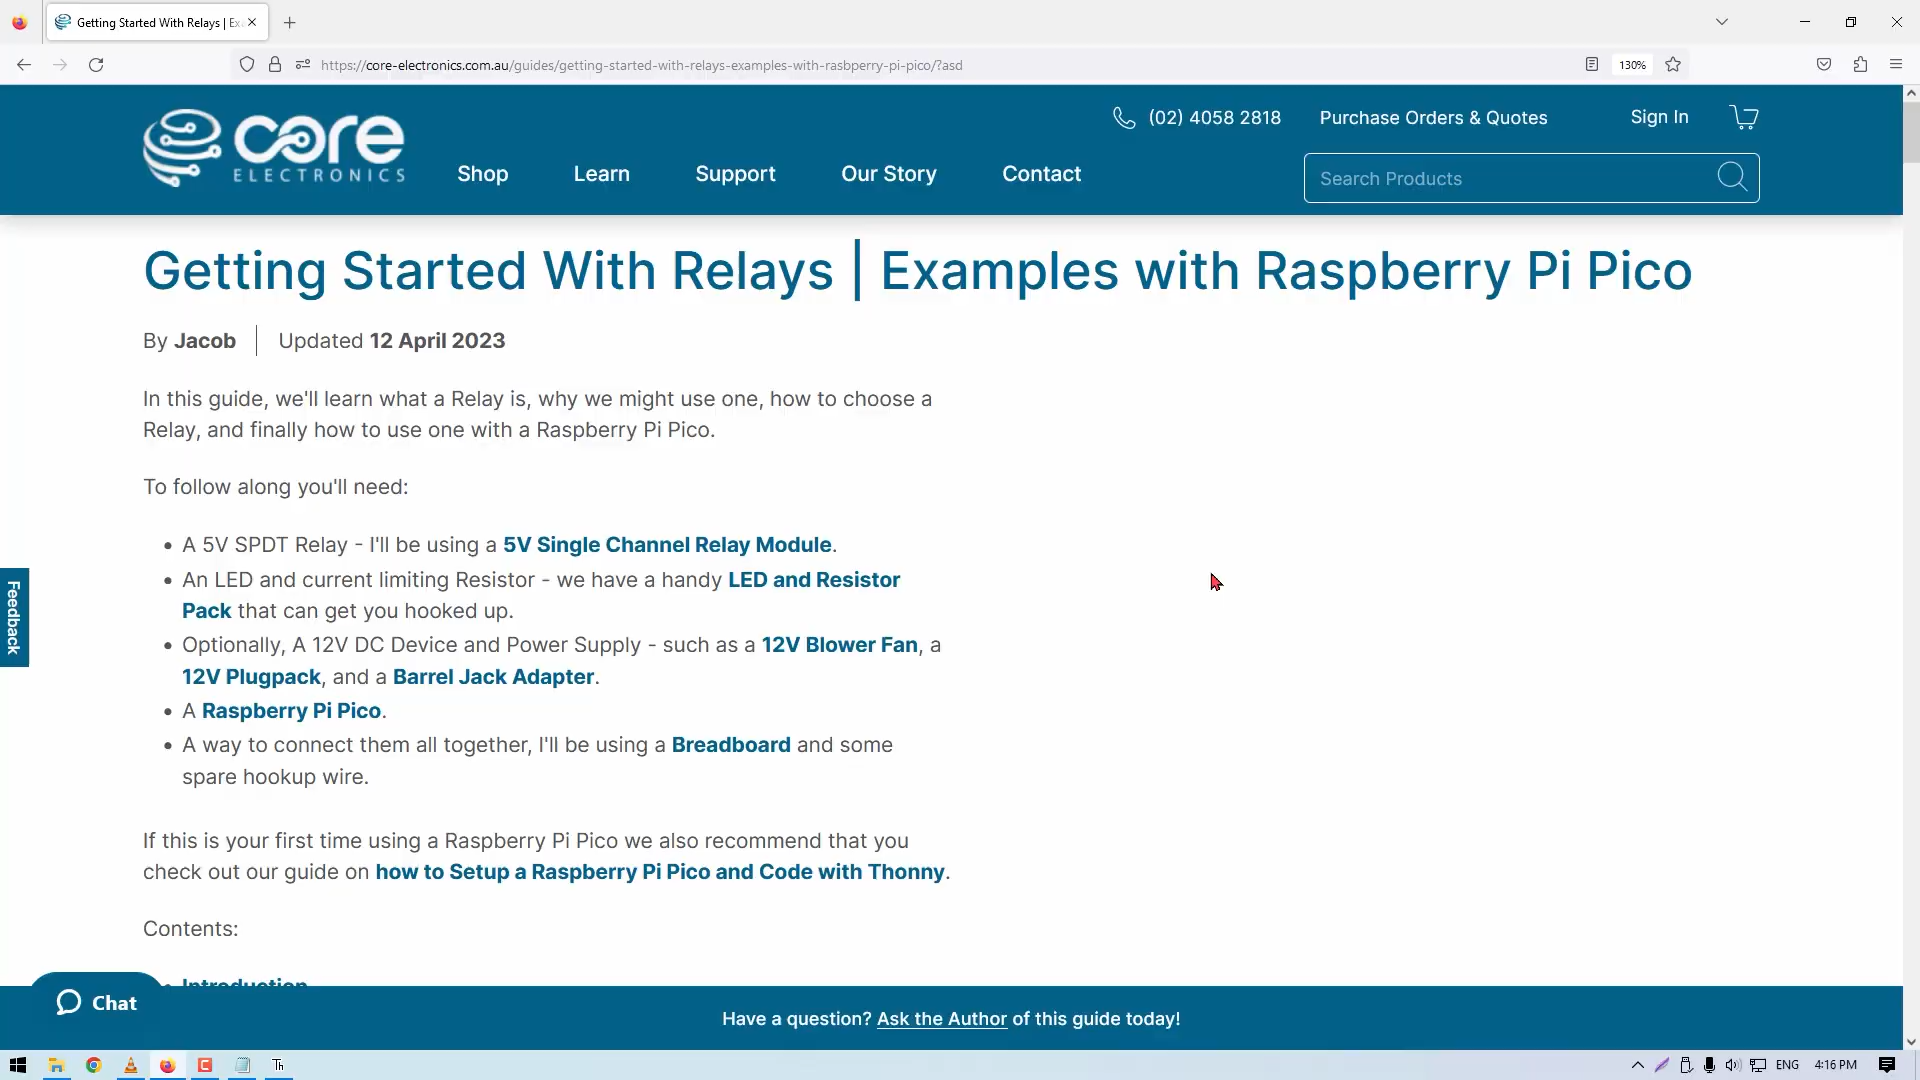 Getting Started With Relays | Ex
https://core-electronics.com.au/guides/getting-started-with-relays-examples-with-rasbperry-pi-pico/?asd
130%
core
ELECTRONICS
(02) 4058 2818
Purchase Orders & Quotes
Sign In
Shop
Learn
Support
Our Story
Contact
Search Products
Getting Started With Relays | Examples with Raspberry Pi Pico
By Jacob
Updated 12 April 2023
In this guide, we'll learn what a Relay is, why we might use one, how to choose a
Relay, and finally how to use one with a Raspberry Pi Pico.
To follow along you'll need:
• A 5V SPDT Relay - I'll be using a 5V Single Channel Relay Module.
• An LED and current limiting Resistor - we have a handy LED and Resistor
Pack that can get you hooked up.
• Optionally, A 12V DC Device and Power Supply - such as a 12V Blower Fan, a
12V Plugpack, and a Barrel Jack Adapter.
• A Raspberry Pi Pico.
• A way to connect them all together, I'll be using a Breadboard and some
spare hookup wire.
Feedback
If this is your first time using a Raspberry Pi Pico we also recommend that you
check out our guide on how to Setup a Raspberry Pi Pico and Code with Thonny.
Contents:
• Introduction
Chat
Have a question? Ask the Author of this guide today!
Th
ENG
4:16 PM